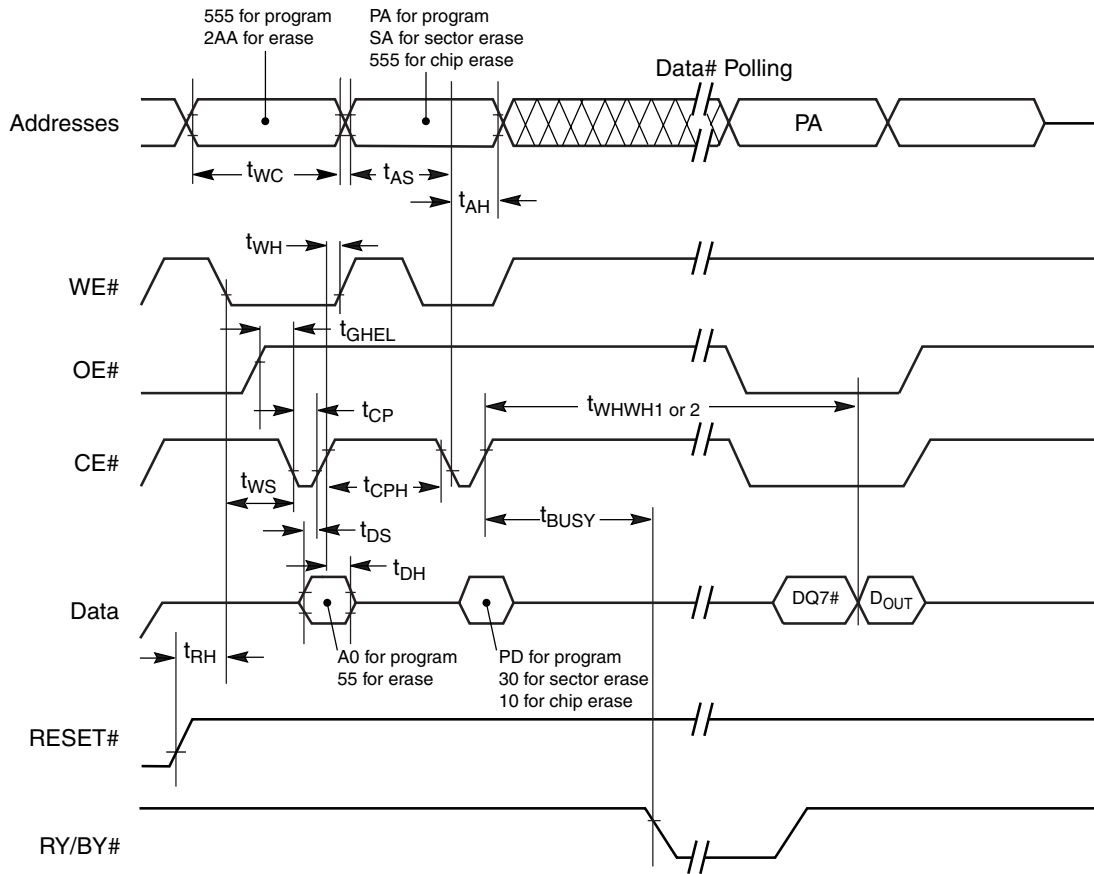 555 for program
2AA for erase
PA for program
SA for sector erase
555 for chip erase
Data# Polling
Addresses
PA
tWC
tAS
tAH
tWH
WE#
tGHEL
OE#
tCP
tWHWH1 or 2
CE#
tWS
tCPH
tBUSY
tDS
tDH
Data
DQ7#
DOUT
tRH
A0 for program
55 for erase
PD for program
30 for sector erase
10 for chip erase
RESET#
RY/BY#